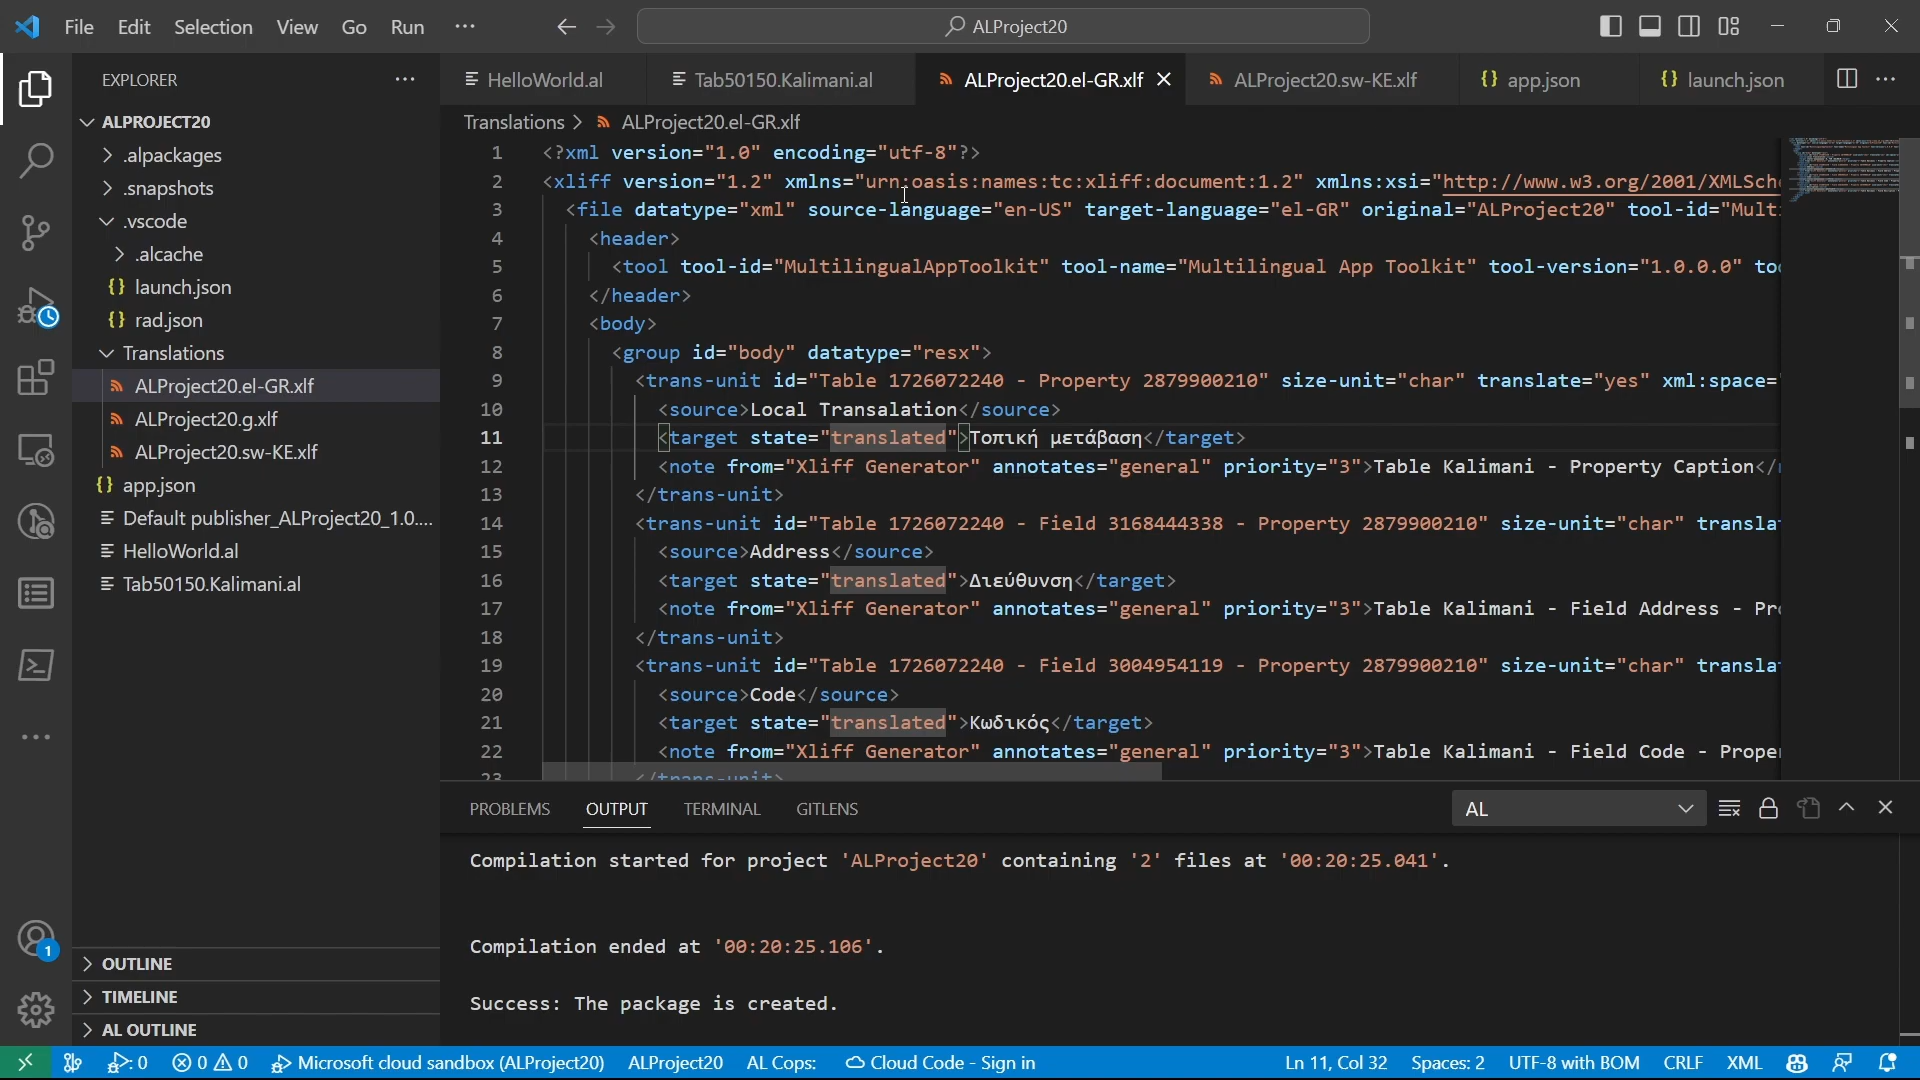 File Edit Selection View Go Run ···
ALProject20
EXPLORER
ALPROJECT20
.alpackages
.snapshots
.vscode
.alcache
launch.json
rad.json
Translations
ALProject20.el-GR.xlf
ALProject20.g.xlf
ALProject20.sw-KE.xlf
app.json
Default publisher_ALProject20_1.0....
HelloWorld.al
Tab50150.Kalimani.al
OUTLINE
TIMELINE
AL OUTLINE
1
HelloWorld.al Tab50150.Kalimani.al ALProject20.el-GR.xlf ALProject20.sw-KE.xlf app.json launch.json
Translations > ALProject20.el-GR.xlf
1 <?xml version="1.0" encoding="utf-8"?>
2 <xliff version="1.2" xmlns="urn:oasis:names:tc:xliff:document:1.2" xmlns:xsi="http://www.w3.org/2001/XMLSch
3 <file datatype="xml" source-language="en-US" target-language="el-GR" original="ALProject20" tool-id="Mult
4 <header>
5 <tool tool-id="MultilingualAppToolkit" tool-name="Multilingual App Toolkit" tool-version="1.0.0.0" to
6 </header>
7 <body>
8 <group id="body" datatype="resx">
9 <trans-unit id="Table 1726072240 - Property 2879900210" size-unit="char" translate="yes" xml:space="
10 <source>Local Transalation</source>
11 <target state="translated">Τοπική μετάβαση</target>
12 <note from="Xliff Generator" annotates="general" priority="3">Table Kalimani - Property Caption</
13 </trans-unit>
14 <trans-unit id="Table 1726072240 - Field 3168444338 - Property 2879900210" size-unit="char" transla
15 <source>Address</source>
16 <target state="translated">Διεύθυνση</target>
17 <note from="Xliff Generator" annotates="general" priority="3">Table Kalimani - Field Address - Pr
18 </trans-unit>
19 <trans-unit id="Table 1726072240 - Field 3004954119 - Property 2879900210" size-unit="char" transla
20 <source>Code</source>
21 <target state="translated">Κωδικός</target>
22 <note from="Xliff Generator" annotates="general" priority="3">Table Kalimani - Field Code - Prope
23 </trans-unit>
PROBLEMS OUTPUT TERMINAL GITLENS AL
Compilation started for project 'ALProject20' containing '2' files at '00:20:25.041'.
Compilation ended at '00:20:25.106'.
Success: The package is created.
0 0 0 Microsoft cloud sandbox (ALProject20) ALProject20 AL Cops: Cloud Code - Sign in Ln 11, Col 32 Spaces: 2 UTF-8 with BOM CRLF XML